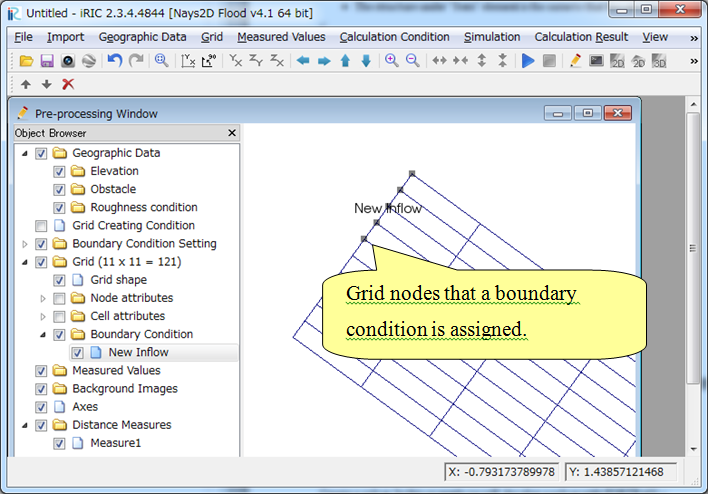 Untitled - iRIC 2.3.4.4844 [Nays2D Flood v4.1 64 bit]
File Import Geographic Data Grid Measured Values Calculation Condition Simulation Calculation Result View »
Pre-processing Window
Object Browser
Geographic Data
Elevation
Obstacle
Roughness condition
Grid Creating Condition
Boundary Condition Setting
Grid (11 x 11 = 121)
Grid shape
Node attributes
Cell attributes
Boundary Condition
New Inflow
Measured Values
Background Images
Axes
Distance Measures
Measure1
New Inflow
Grid nodes that a boundary
condition is assigned.
X: -0.793173789978 Y: 1.43857121468